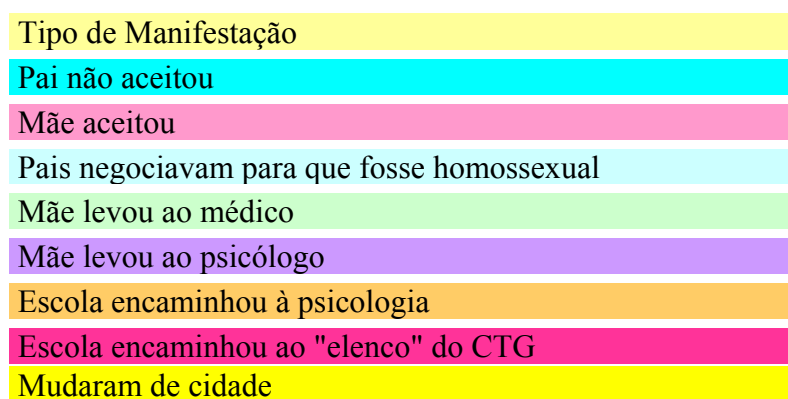 Tipo de Manifestação
Pai não aceitou
Mãe aceitou
Pais negociavam para que fosse homossexual
Mãe levou ao médico
Mãe levou ao psicólogo
Escola encaminhou à psicologia
Escola encaminhou ao "elenco" do CTG
Mudaram de cidade